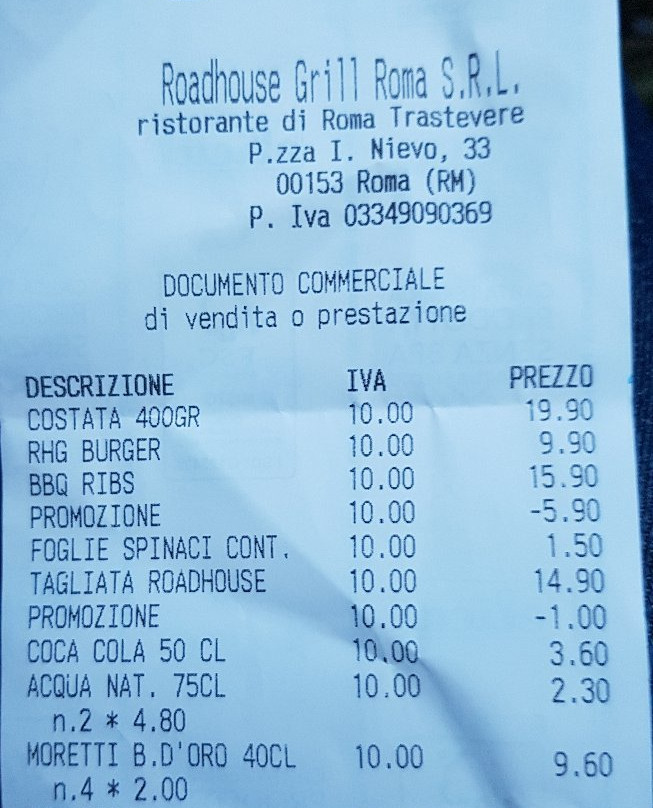 Roadhouse Grill Roma S.R.L.
ristorante di Roma Trastevere
P.zza I. Nievo, 33
00153 Roma (RM)
P. Iva 03349090369
DOCUMENTO COMMERCIALE
di vendita o prestazione
DESCRIZIONE IVA PREZZO
COSTATA 400GR 10.00 19.90
RHG BURGER 10.00 9.90
BBQ RIBS 10.00 15.90
PROMOZIONE 10.00 -5.90
FOGLIE SPINACI CONT. 10.00 1.50
TAGLIATA ROADHOUSE 10.00 14.90
PROMOZIONE 10.00 -1.00
COCA COLA 50 CL 10.00 3.60
ACQUA NAT. 75CL 10.00 2.30
n.2 * 4.80
MORETTI B.D'ORO 40CL 10.00 9.60
n.4 * 2.00